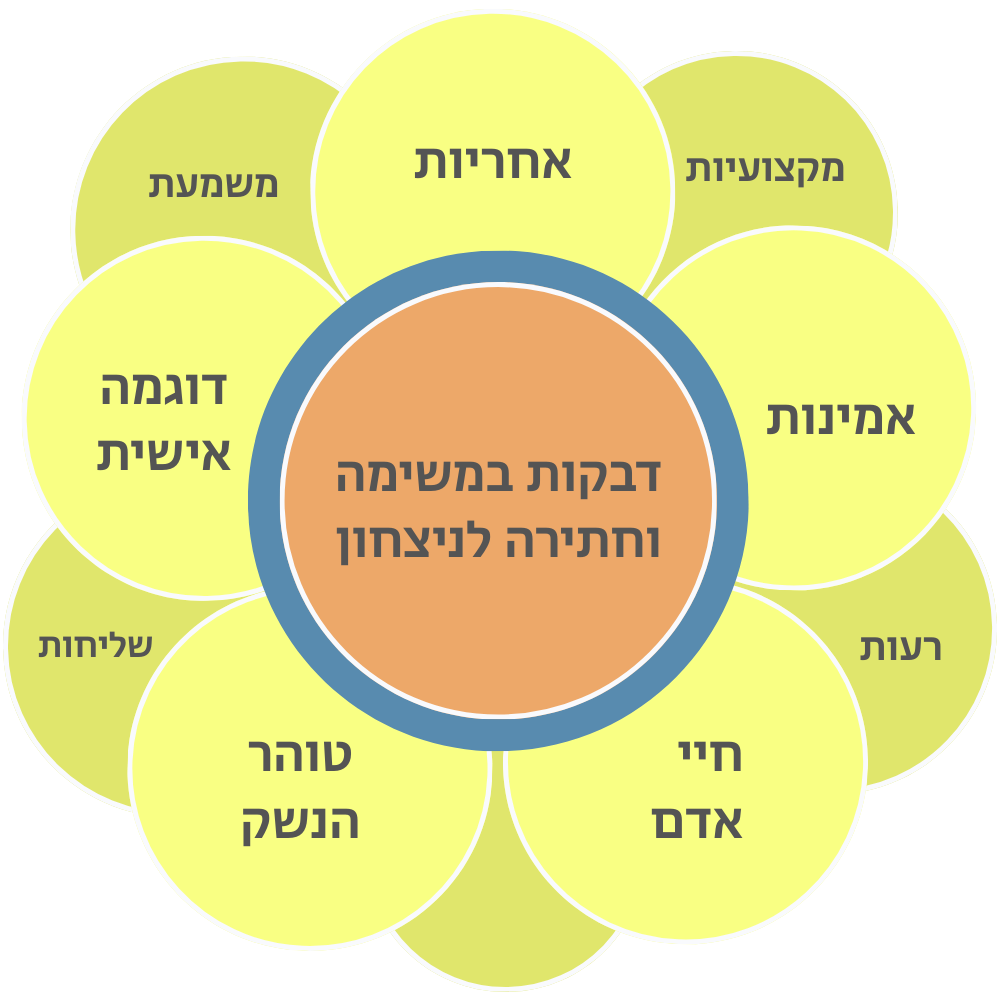 אחריות
מקצועיות
משמעת
דוגמה
אישית
אמינות
דבקות במשימה
וחתירה לניצחון
רעות
שליחות
חיי
אדם
טוהר
הנשק